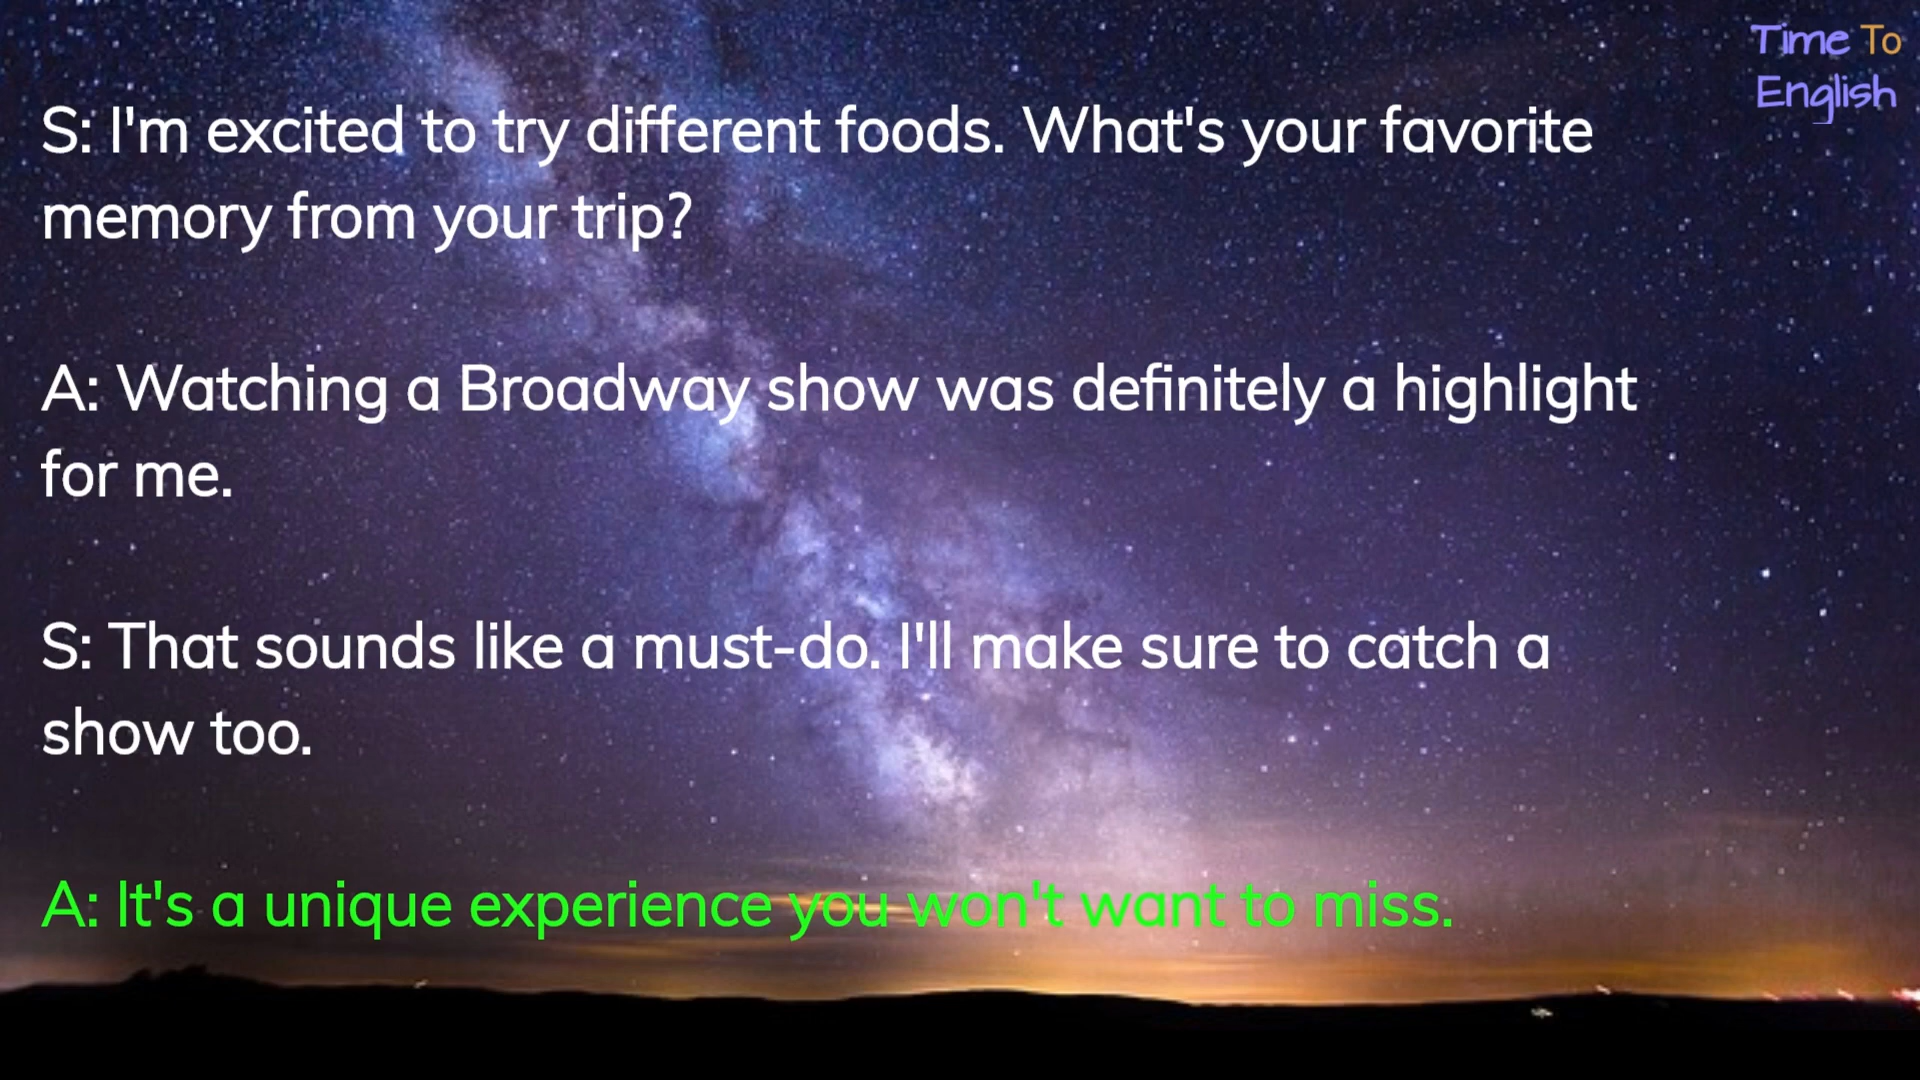 Time To
English
S: I'm excited to try different foods. What's your favorite
memory from your trip?
A: Watching a Broadway show was definitely a highlight
for me.
S: That sounds like a must-do. I'll make sure to catch a
show too.
A: It's a unique experience you won't want to miss.